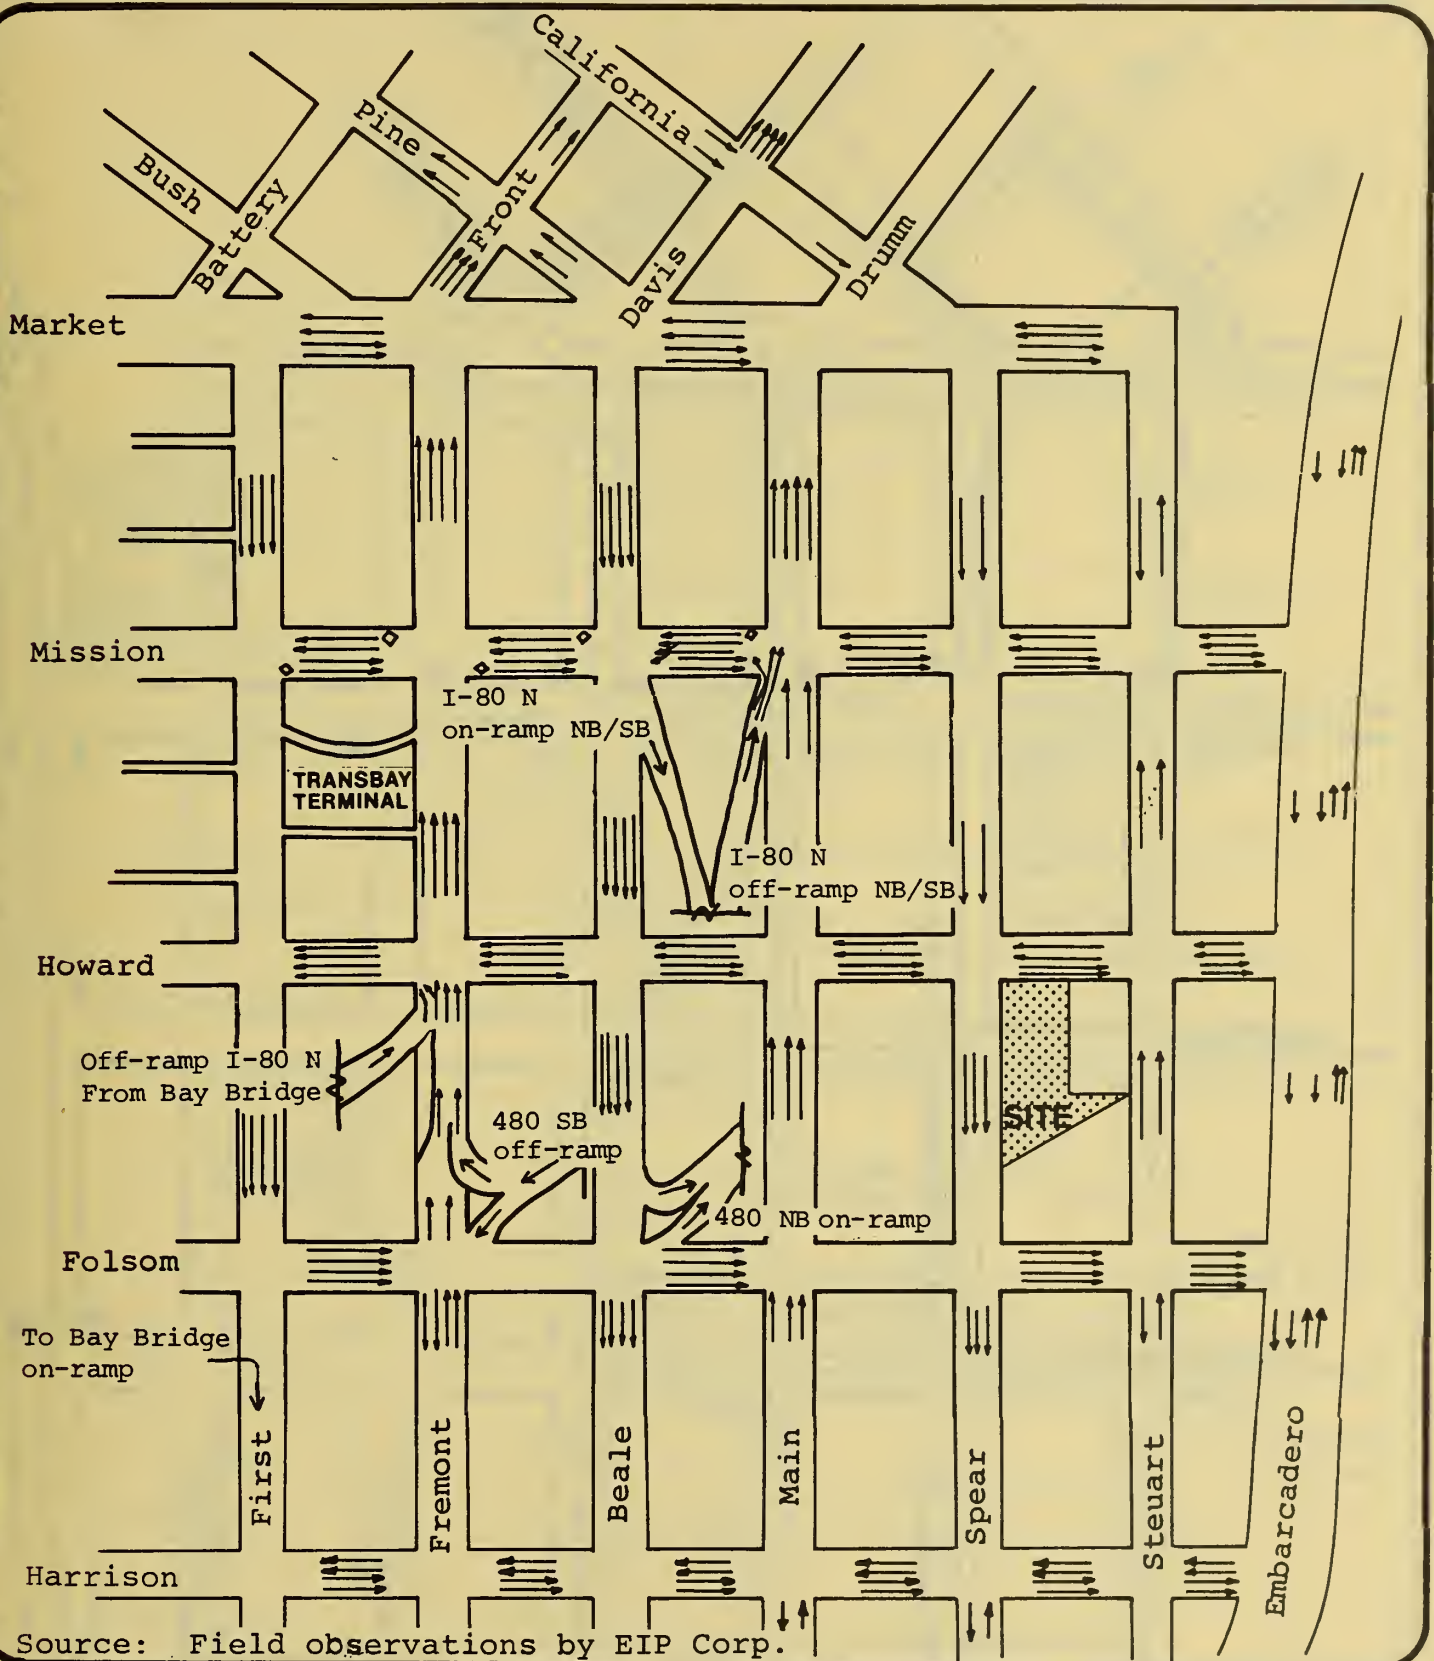 California
Pine
Bush
Battery
Front
Davis
Drumm
Market
Mission
I-80 N
on-ramp NB/SB
TRANSBAY
TERMINAL
I-80 N
off-ramp NB/SB
Howard
Off-ramp I-80 N
From Bay Bridge
480 SB
off-ramp
SITE
480 NB on-ramp
Folsom
To Bay Bridge
on-ramp
First
Fremont
Beale
Main
Spear
Steuart
Embarcadero
Harrison
Source: Field observations by EIP Corp.